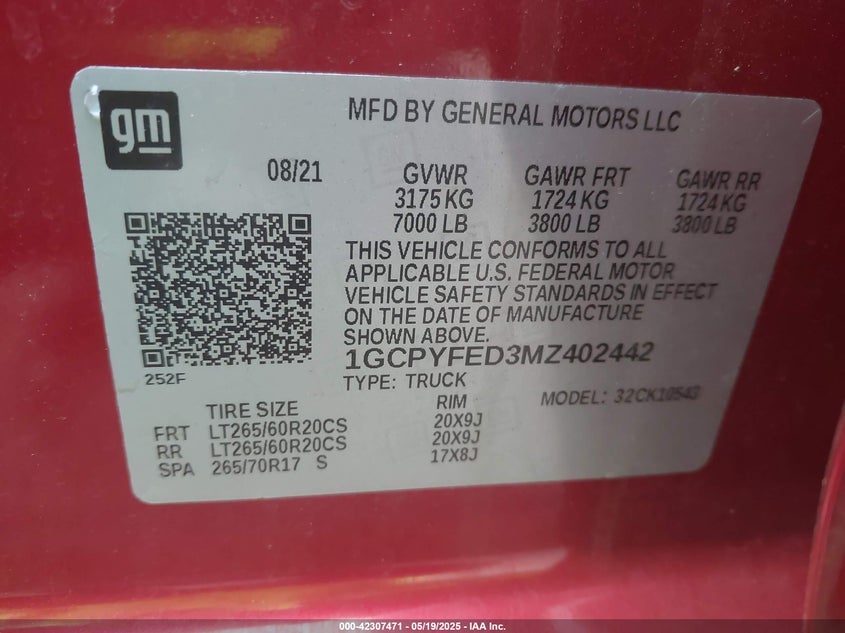 gm
MFD BY GENERAL MOTORS LLC
08/21 GVWR GAWR FRT GAWR RR
3175 KG 1724 KG 1724 KG
7000 LB 3800 LB 3800 LB
THIS VEHICLE CONFORMS TO ALL
APPLICABLE U.S. FEDERAL MOTOR
VEHICLE SAFETY STANDARDS IN EFFECT
ON THE DATE OF MANUFACTURE
SHOWN ABOVE.
1GCPYFED3MZ402442
252F
TYPE: TRUCK MODEL: 32CK10543
TIRE SIZE RIM
FRT LT265/60R20CS 20X9J
RR LT265/60R20CS 20X9J
SPA 265/70R17 S 17X8J
000-42307471 - 05/19/2025 - IAA Inc.